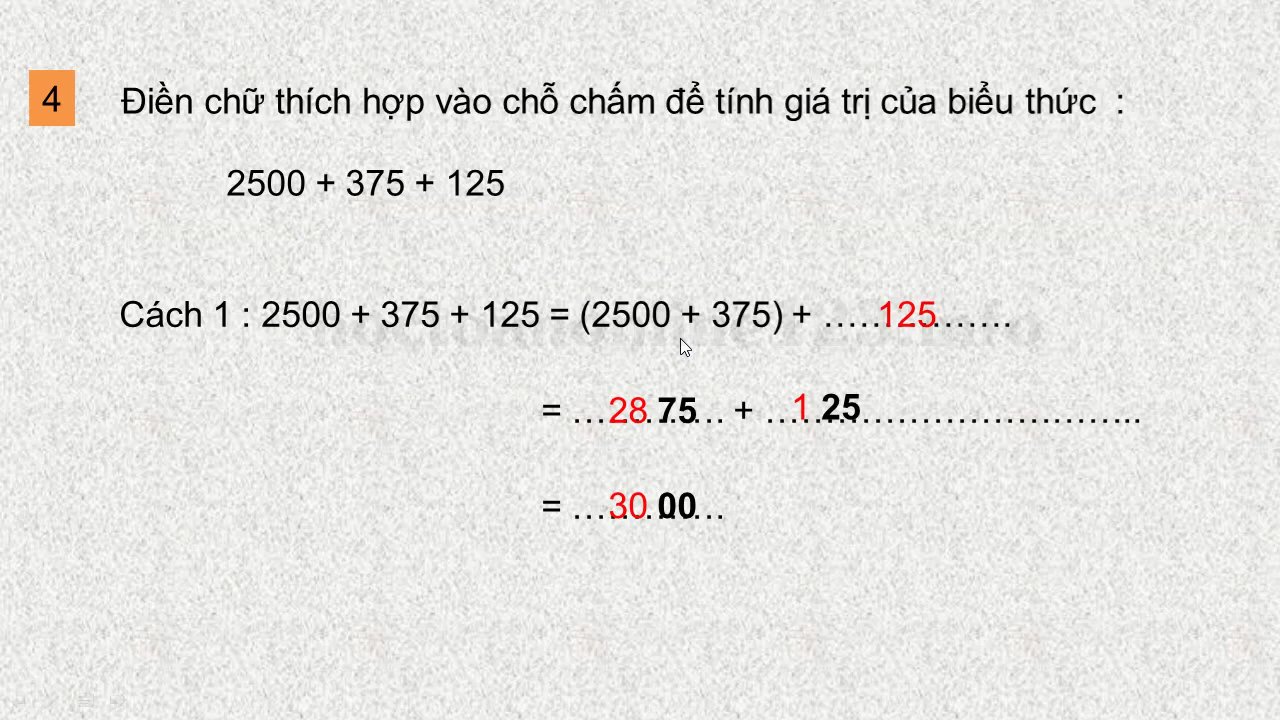 4 Điền chữ thích hợp vào chỗ chấm để tính giá trị của biểu thức :
2500 + 375 + 125
Cách 1 : 2500 + 375 + 125 = (2500 + 375) + ……125…….
= …28 75…. + …1 25……………………..
= …30 00….